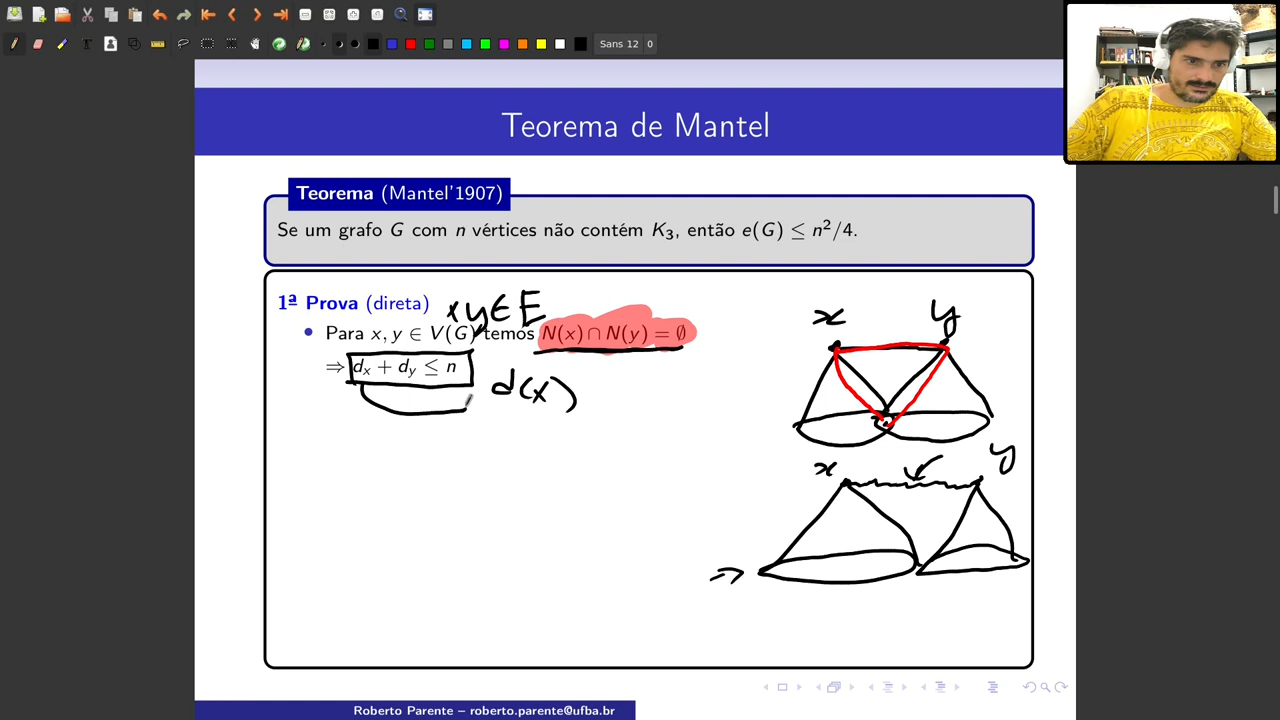 Sans 12 0
Teorema de Mantel
Teorema (Mantel'1907)
Se um grafo G com n vértices não contém K₃, então e(G) ≤ n²/4.
1ª Prova (direta)
xy ∈ E
• Para x, y ∈ V(G) temos N(x) ∩ N(y) = ∅
⇒ dₓ + d_y ≤ n
d(x)
x y
x y
Roberto Parente – roberto.parente@ufba.br